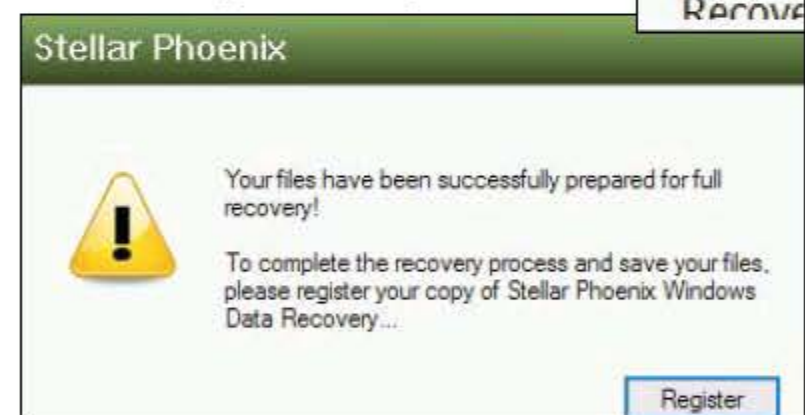 Recove
Stellar Phoenix
Your files have been successfully prepared for full
recovery!
To complete the recovery process and save your files,
please register your copy of Stellar Phoenix Windows
Data Recovery...
Register